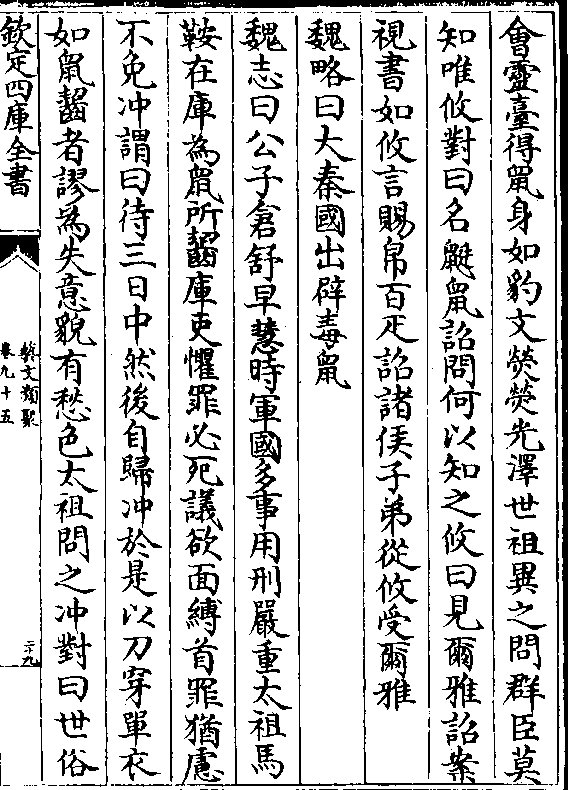 會靈臺得鼠身如豹文熒熒光澤世祖異之問群臣莫
知唯攸對曰名鼮鼠詔問何以知之攸曰見爾雅詔案
視書如攸言賜帛百疋詔諸侯子弟從攸受爾雅
魏略曰大秦國出辟毒鼠
魏志曰公子倉舒早慧時軍國多事用刑嚴重太祖馬
鞍在庫為鼠所齧庫吏懼罪必死議欲面縛首罪猶慮
不免冲謂曰待三日中然後自歸冲於是以刀穿單衣
如鼠齧者謬為失意貌有愁色太祖問之冲對曰世俗
欽定四庫全書
藝文類聚
卷九十五
二十九